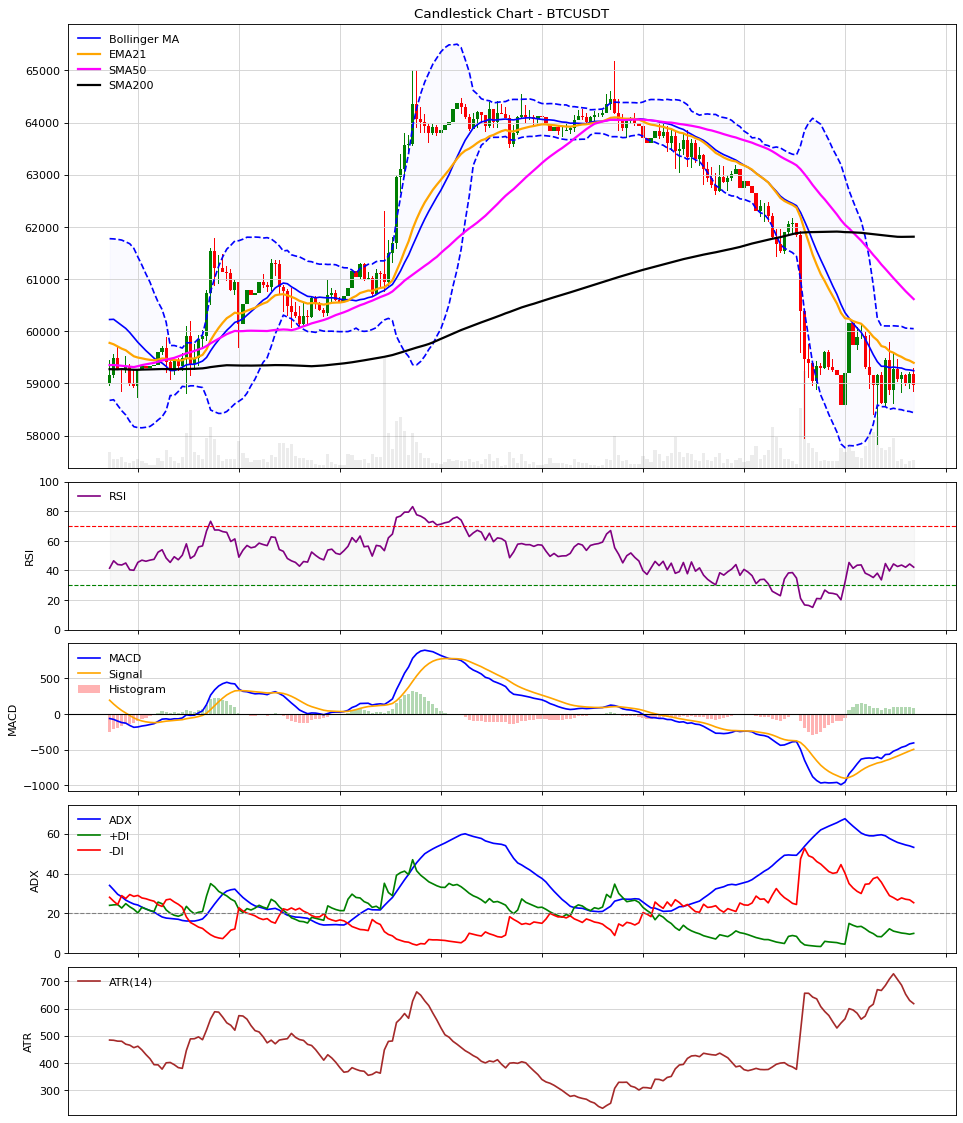 Candlestick Chart - BTCUSDT
Bollinger MA
EMA21
SMA50
SMA200
65000
64000
63000
62000
61000
60000
59000
58000
RSI
RSI
100
80
60
40
20
0
MACD
Signal
Histogram
MACD
500
0
−500
−1000
ADX
+DI
-DI
ADX
60
40
20
0
ATR(14)
ATR
700
600
500
400
300